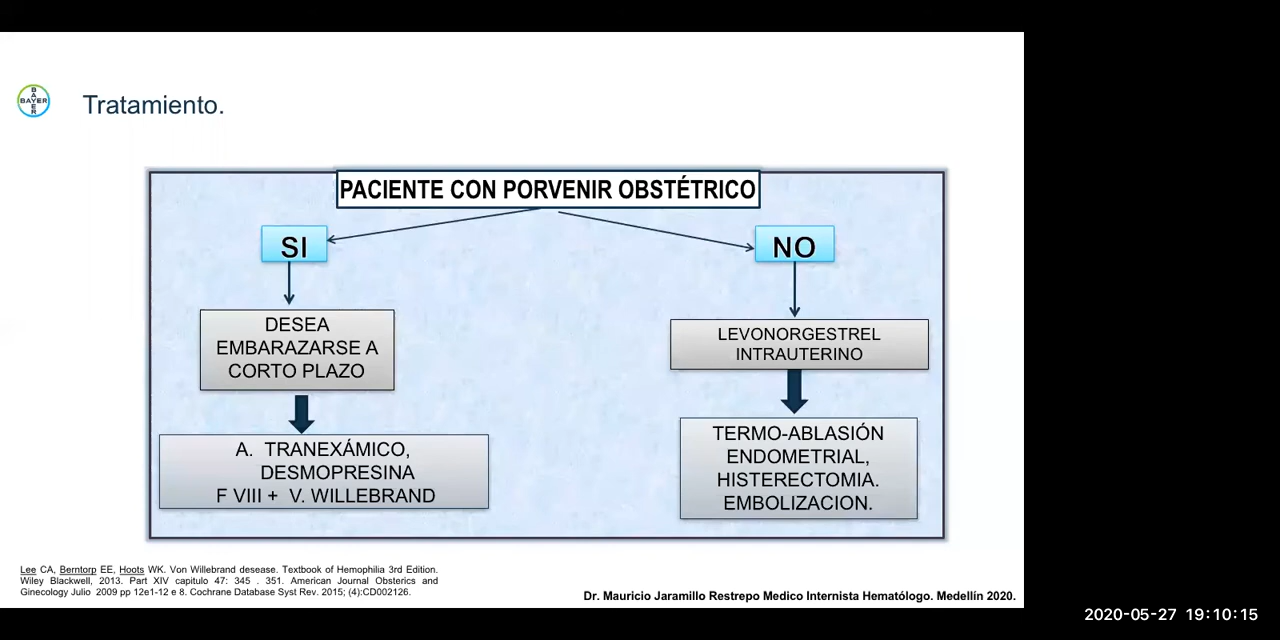 BAYER
BAYER
Tratamiento.
PACIENTE CON PORVENIR OBSTÉTRICO
SI
NO
DESEA
EMBARAZARSE A
CORTO PLAZO
LEVONORGESTREL
INTRAUTERINO
A. TRANEXÁMICO,
DESMOPRESINA
F VIII + V. WILLEBRAND
TERMO-ABLASIÓN
ENDOMETRIAL,
HISTERECTOMIA.
EMBOLIZACION.
Lee CA, Berntorp EE, Hoots WK. Von Willebrand desease. Textbook of Hemophilia 3rd Edition.
Wiley Blackwell, 2013. Part XIV capitulo 47: 345 . 351. American Journal Obsterics and
Ginecology Julio 2009 pp 12e1-12 e 8. Cochrane Database Syst Rev. 2015; (4):CD002126.
Dr. Mauricio Jaramillo Restrepo Medico Internista Hematólogo. Medellín 2020.
2020-05-27 19:10:15